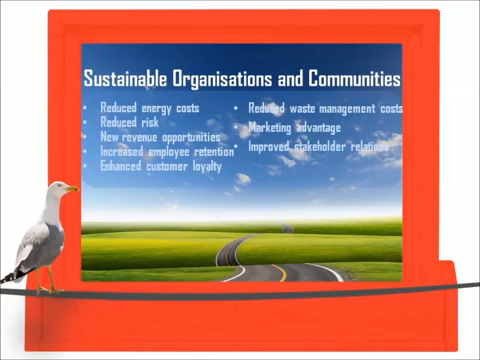 Sustainable Organisations and Communities
• Reduced energy costs
• Reduced risk
• New revenue opportunities
• Increased employee retention
• Enhanced customer loyalty
• Reduced waste management costs
• Marketing advantage
• Improved stakeholder relations